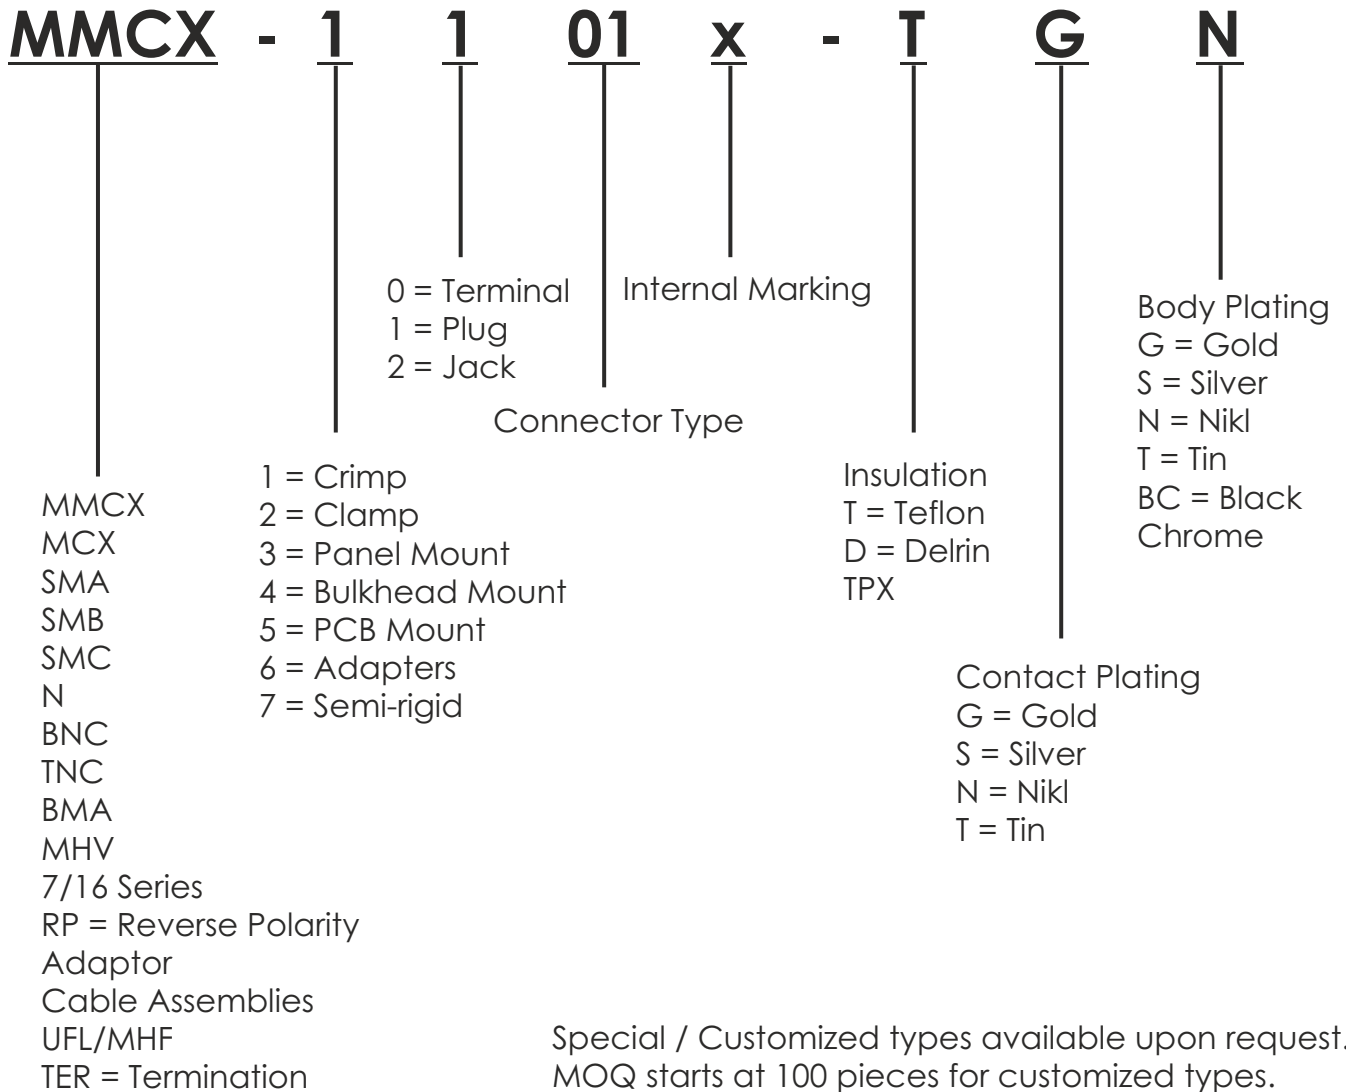 MMCX - 1 1 01 x - T G N
0 = Terminal
1 = Plug
2 = Jack
Internal Marking
Connector Type
Body Plating
G = Gold
S = Silver
N = Nikl
T = Tin
BC = Black
Chrome
1 = Crimp
2 = Clamp
3 = Panel Mount
4 = Bulkhead Mount
5 = PCB Mount
6 = Adapters
7 = Semi-rigid
Insulation
T = Teflon
D = Delrin
TPX
MMCX
MCX
SMA
SMB
SMC
N
BNC
TNC
BMA
MHV
7/16 Series
RP = Reverse Polarity
Adaptor
Cable Assemblies
UFL/MHF
TER = Termination
Contact Plating
G = Gold
S = Silver
N = Nikl
T = Tin
Special / Customized types available upon request.
MOQ starts at 100 pieces for customized types.